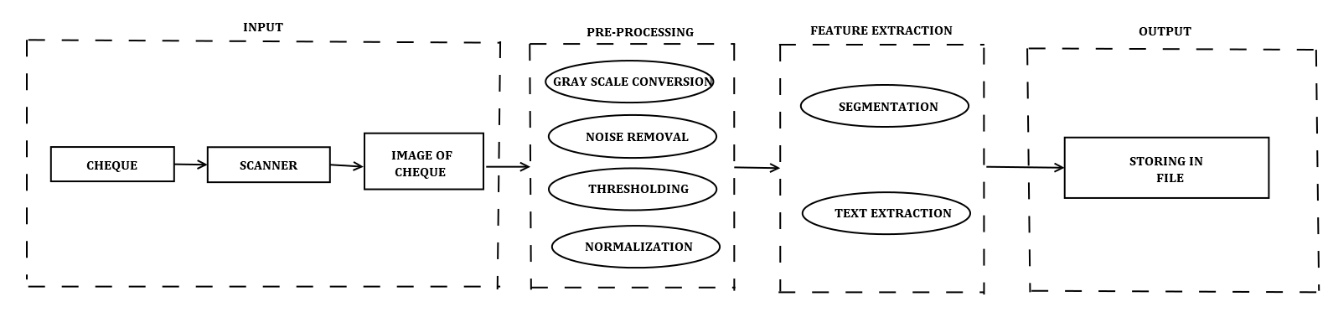 INPUT
CHEQUE
SCANNER
IMAGE OF
CHEQUE
PRE-PROCESSING
GRAY SCALE CONVERSION
NOISE REMOVAL
THRESHOLDING
NORMALIZATION
FEATURE EXTRACTION
SEGMENTATION
TEXT EXTRACTION
OUTPUT
STORING IN
FILE